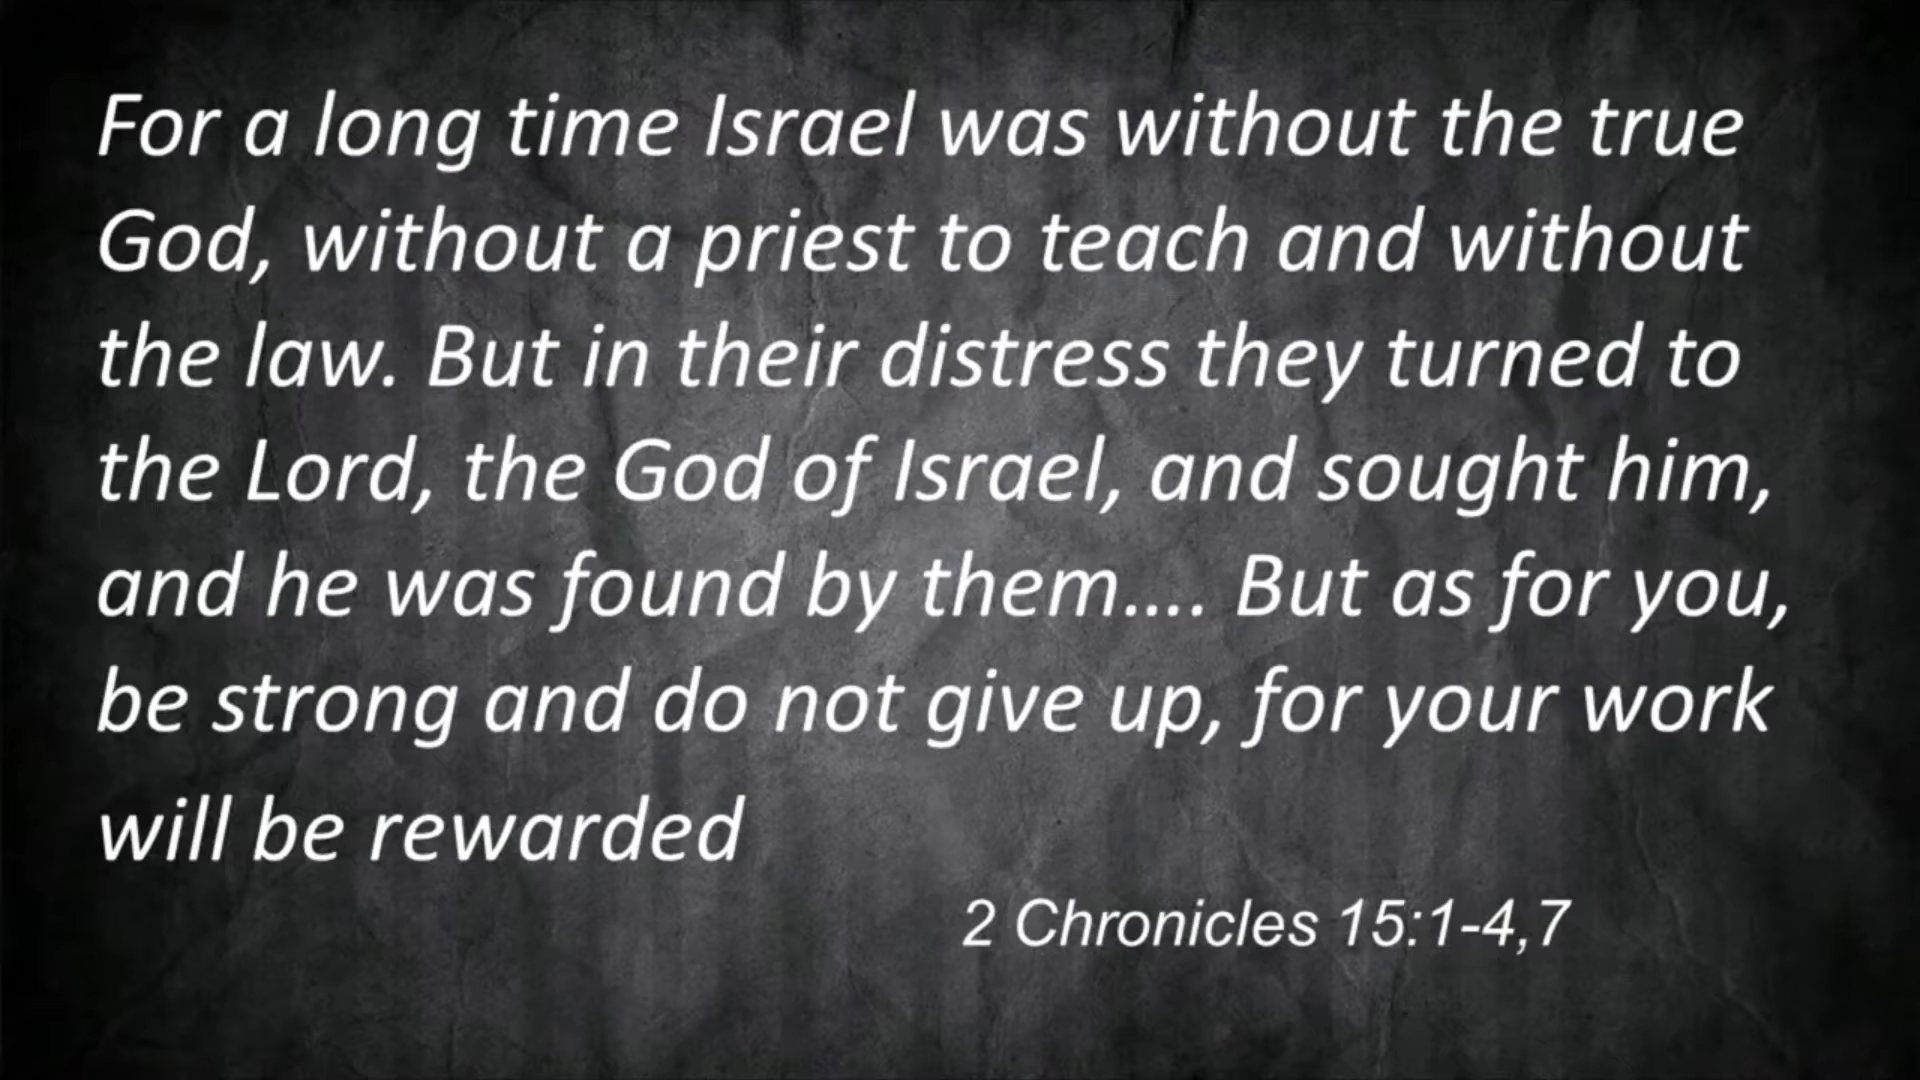 For a long time Israel was without the true
God, without a priest to teach and without
the law. But in their distress they turned to
the Lord, the God of Israel, and sought him,
and he was found by them…. But as for you,
be strong and do not give up, for your work
will be rewarded
2 Chronicles 15:1-4,7